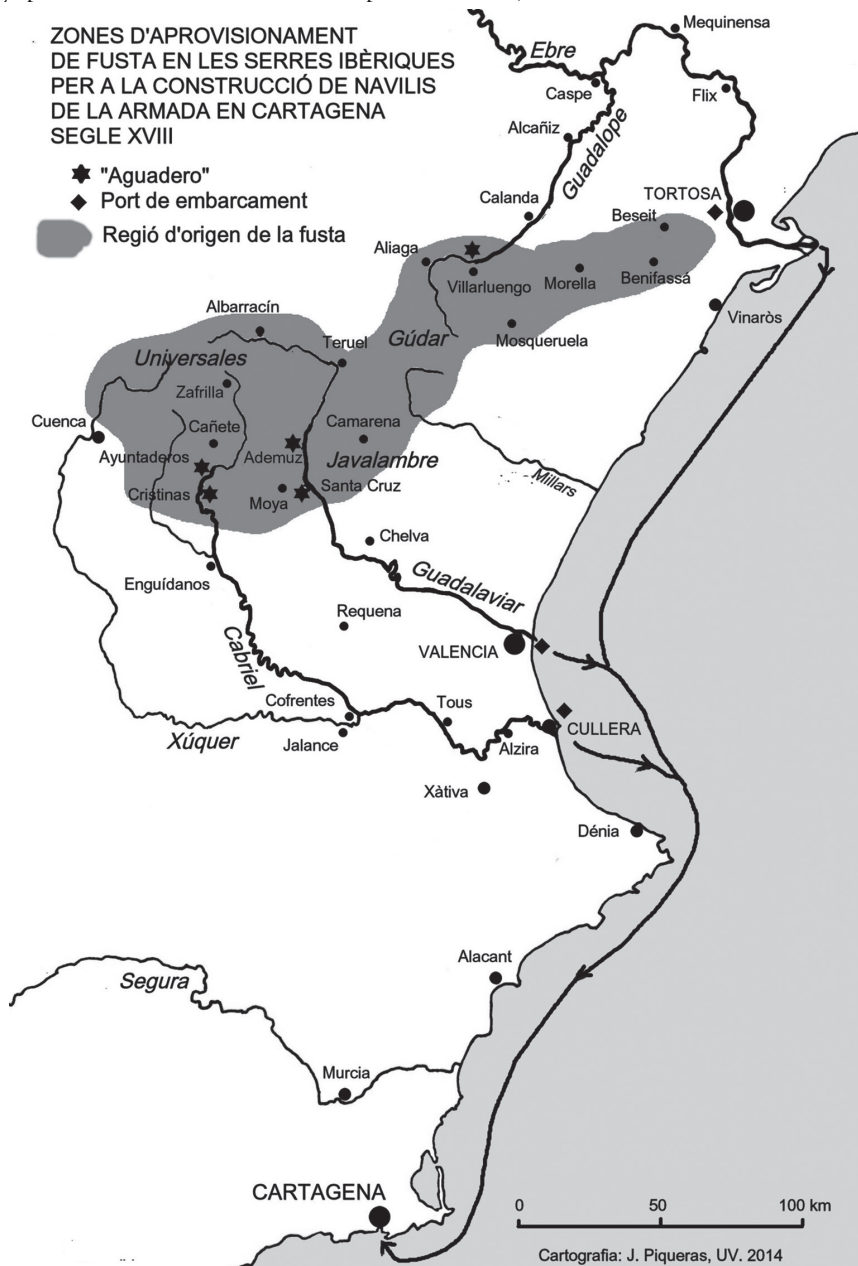 ZONES D'APROVISIONAMENT
DE FUSTA EN LES SERRES IBÈRIQUES
PER A LA CONSTRUCCIÓ DE NAVILIS
DE LA ARMADA EN CARTAGENA
SEGLE XVIII
"Aguadero"
Port de embarcament
Regió d'origen de la fusta
Mequinensa
Ebre
Caspe
Flix
Alcañiz
Guadalope
Calanda
TORTOSA
Beseit
Aliaga
Villarluengo
Morella
Benifassá
Albarracín
Vinaròs
Teruel
Gúdar
Mosqueruela
Universales
Zafrilla
Cuenca
Cañete
Camarena
Ayuntaderos
Ademuz
Javalambre
Cristinas
Moya
Santa Cruz
Millars
Chelva
Enguídanos
Guadalaviar
Requena
VALENCIA
Cabriel
Cofrentes
Tous
CULLERA
Xúquer
Jalance
Alzira
Xàtiva
Dénia
Alacant
Segura
Murcia
CARTAGENA
0 50 100 km
Cartografia: J. Piqueras, UV. 2014